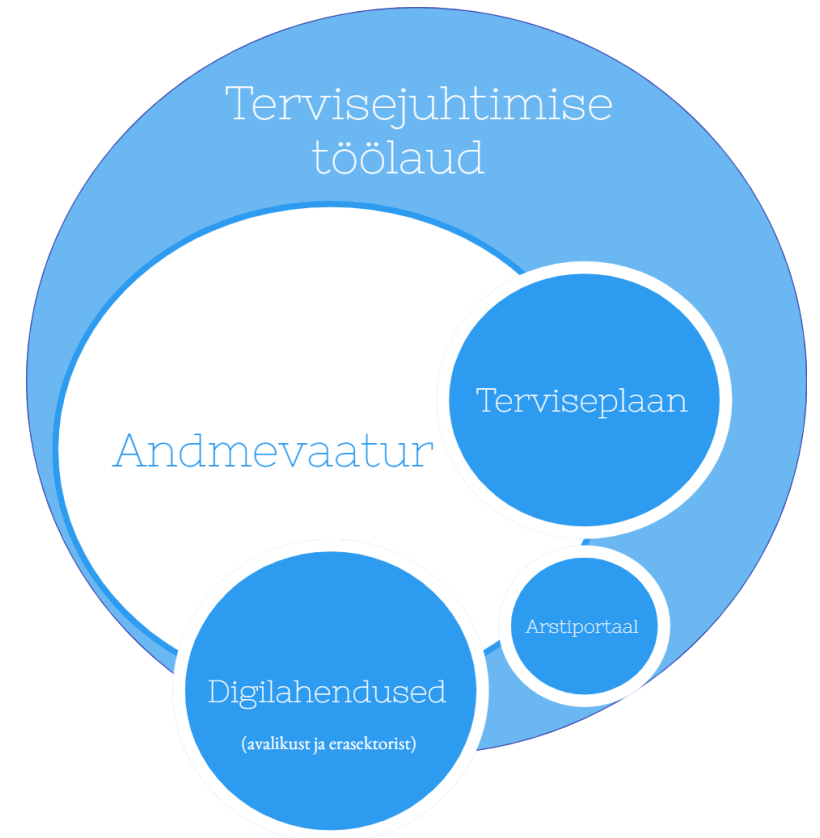 Tervisejuhtimise
töölaud
Terviseplaan
Andmevaatur
Arstiportaal
Digilahendused
(avalikust ja erasektorist)